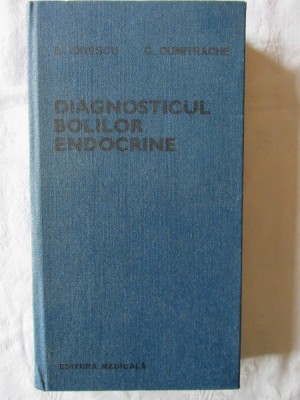 B. IONESCU C. DUMITRACHE
DIAGNOSTICUL
BOLILOR
ENDOCRINE
EDITURA MEDICALĂ